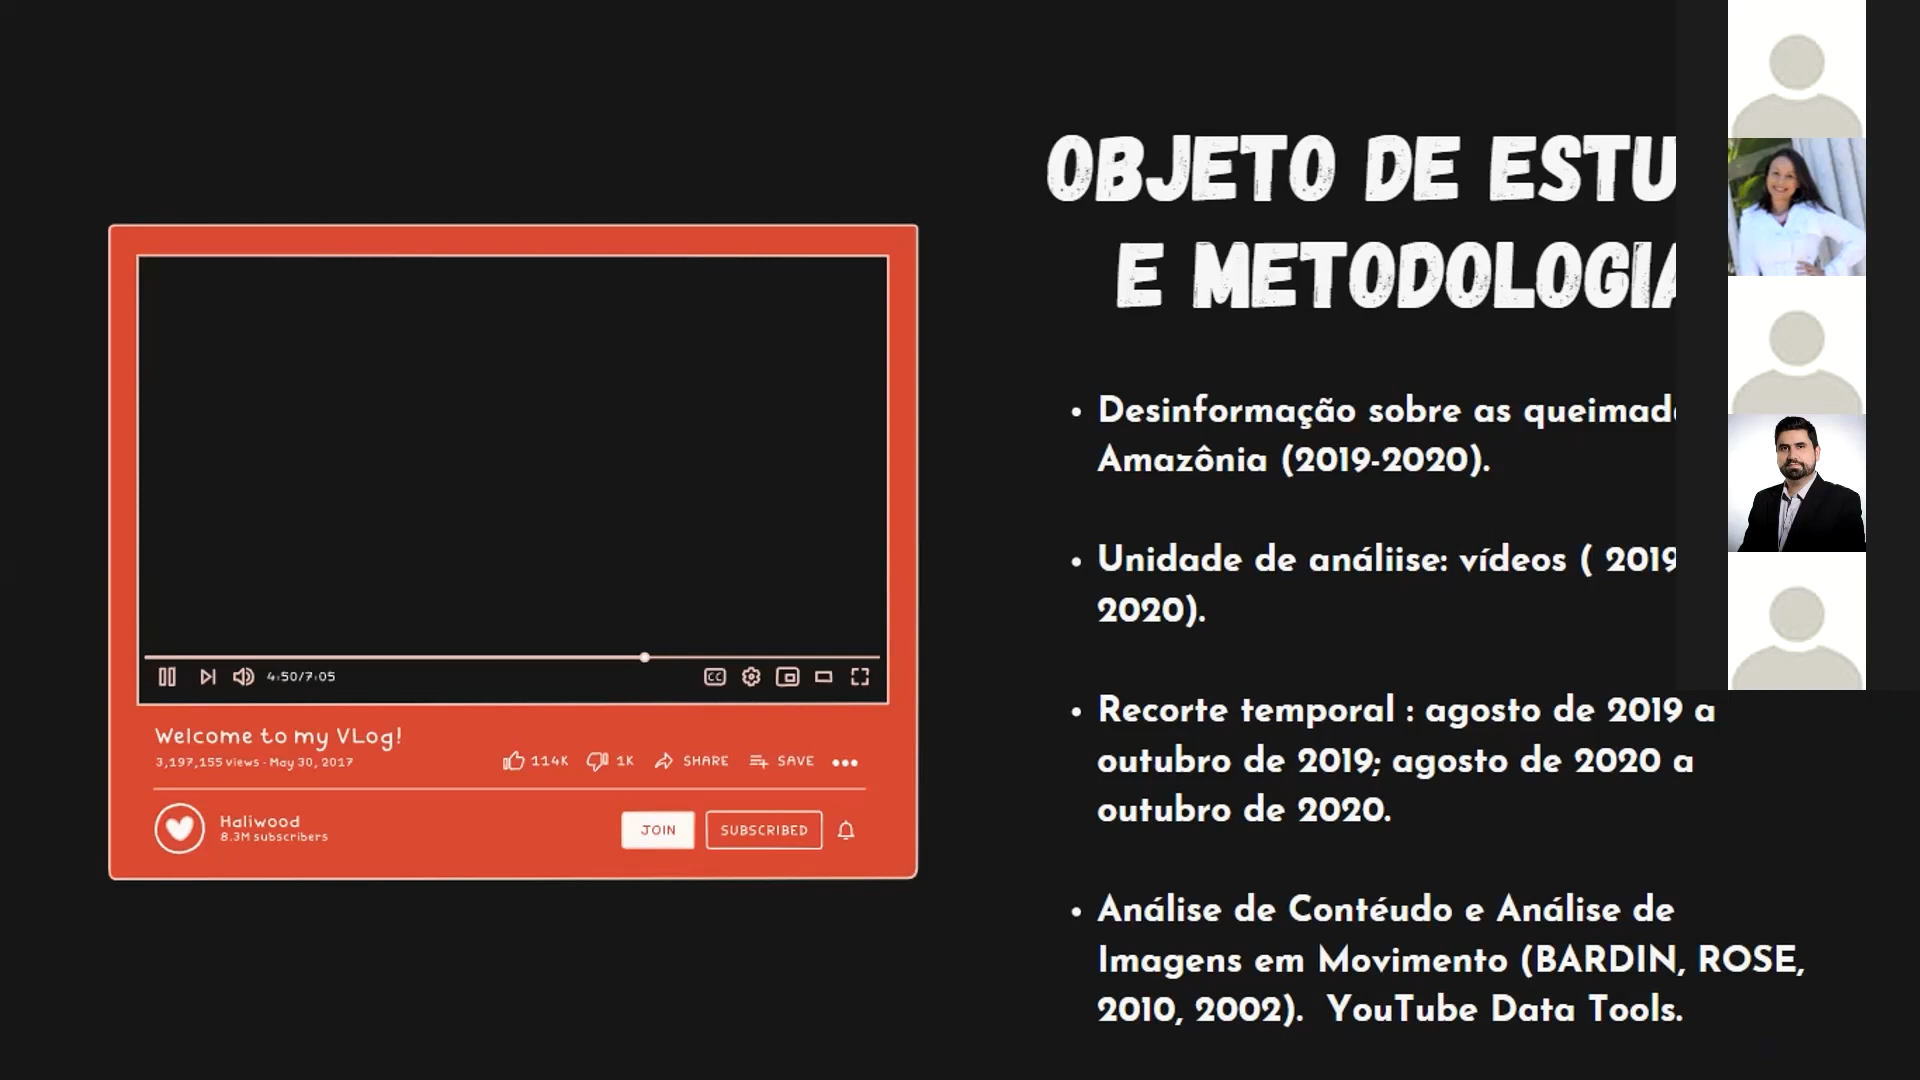 OBJETO DE ESTU
E METODOLOGIA
• Desinformação sobre as queimad
Amazônia (2019-2020).
• Unidade de análiise: vídeos ( 2019
2020).
• Recorte temporal : agosto de 2019 a
outubro de 2019; agosto de 2020 a
outubro de 2020.
• Análise de Contéudo e Análise de
Imagens em Movimento (BARDIN, ROSE,
2010, 2002). YouTube Data Tools.
4:50/7:05
CC
Welcome to my VLog!
3,197,155 views - May 30, 2017
114K 1K SHARE SAVE
Haliwood
8.3M subscribers
JOIN SUBSCRIBED